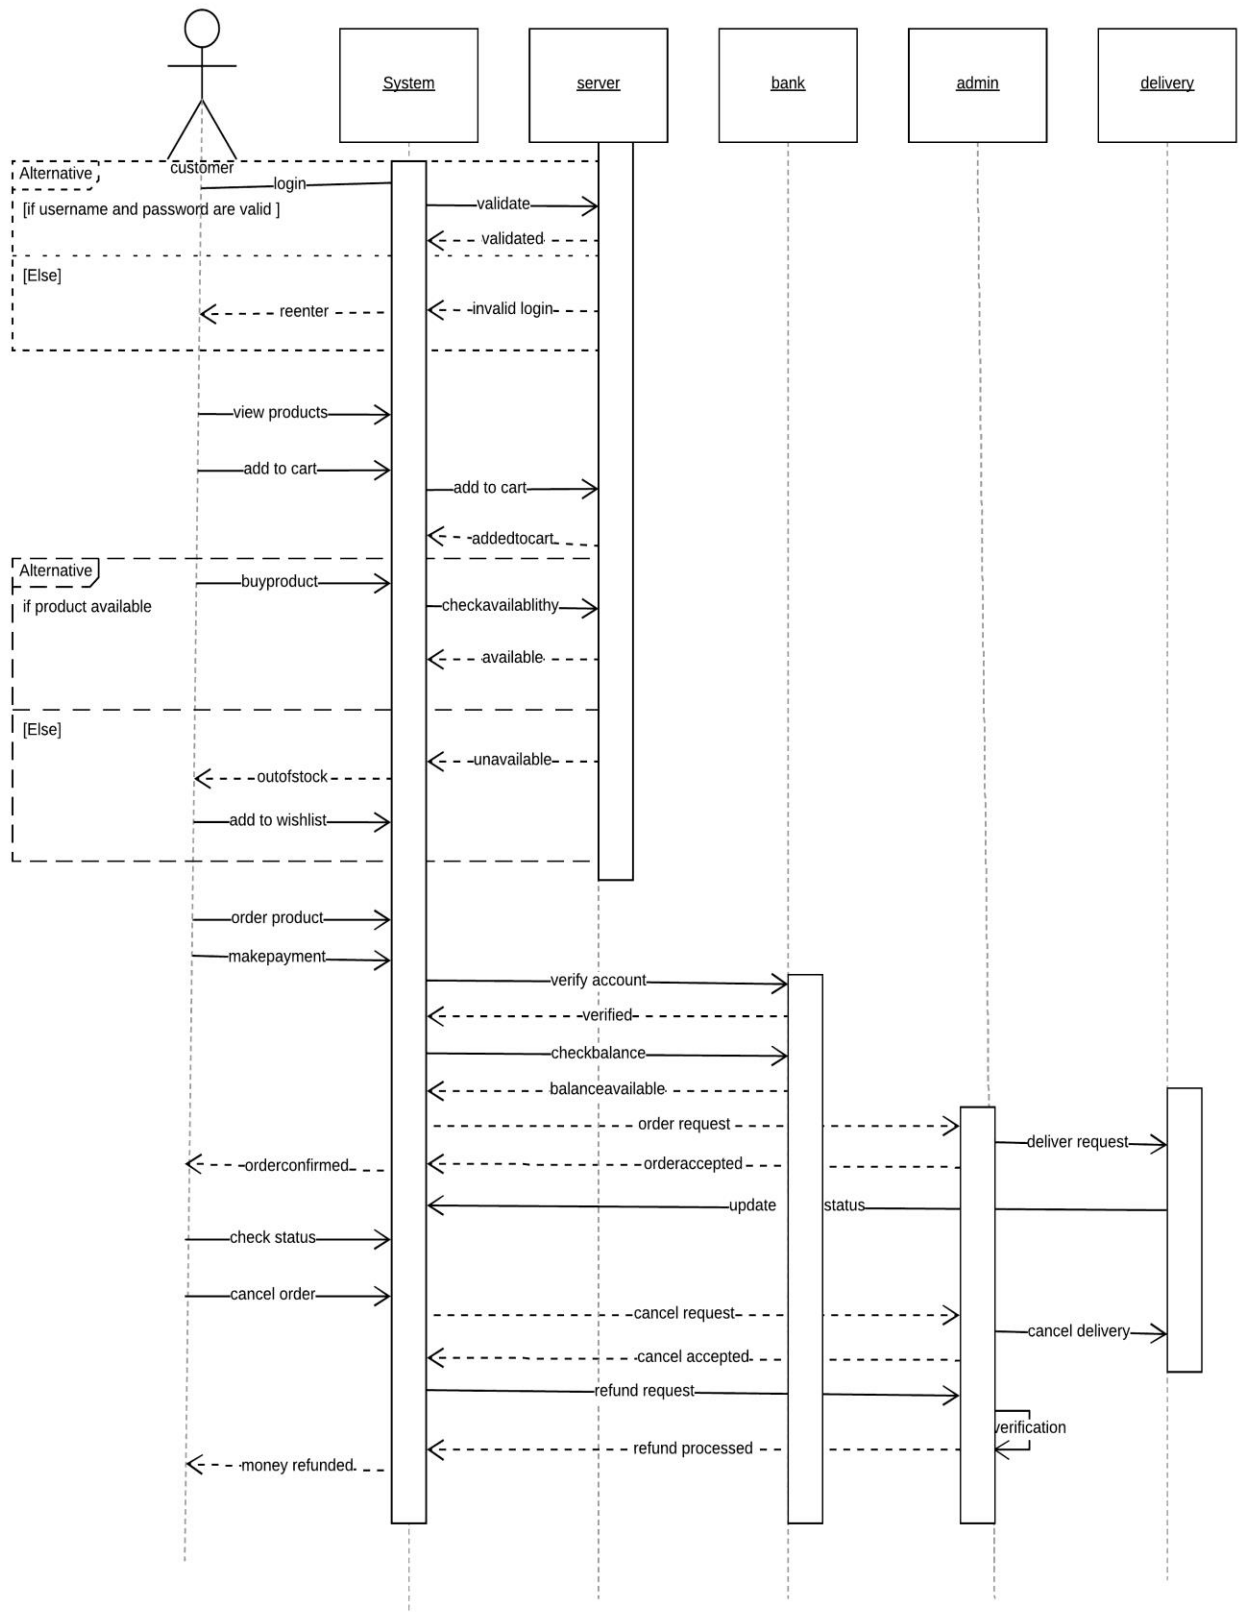 System
server
bank
admin
delivery
customer
Alternative
login
[if username and password are valid ]
validate
validated
[Else]
invalid login
reenter
view products
add to cart
add to cart
addedtocart
Alternative
buyproduct
if product available
checkavailablithy
available
[Else]
unavailable
outofstock
add to wishlist
order product
makepayment
verify account
verified
checkbalance
balanceavailable
order request
deliver request
orderaccepted
orderconfirmed
update status
check status
cancel order
cancel request
cancel delivery
cancel accepted
refund request
verification
refund processed
money refunded